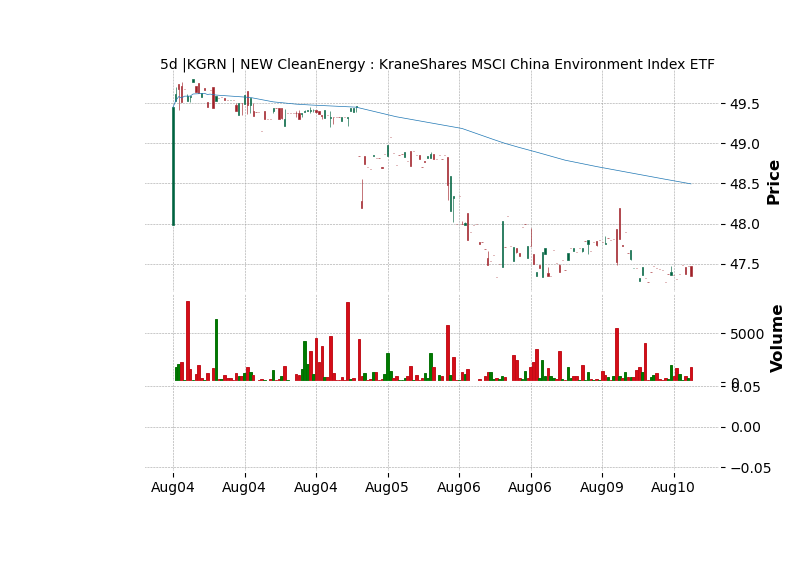 5d |KGRN | NEW CleanEnergy : KraneShares MSCI China Environment Index ETF
49.5
49.0
48.5
48.0
47.5
Price
5000
0
Volume
0.05
0.00
−0.05
Aug04 Aug04 Aug04 Aug05 Aug06 Aug06 Aug09 Aug10